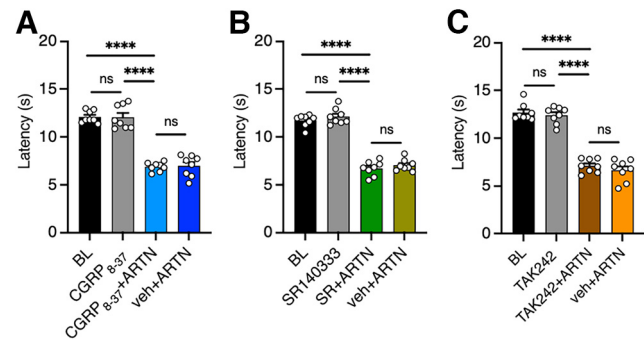 A
Latency (s)
20
15
10
5
0
****
ns
****
ns
BL
CGRP 8-37
CGRP 8-37+ARTN
veh+ARTN
B
Latency (s)
20
15
10
5
0
****
ns
****
ns
BL
SR140333
SR+ARTN
veh+ARTN
C
Latency (s)
20
15
10
5
0
****
ns
****
ns
BL
TAK242
TAK242+ARTN
veh+ARTN